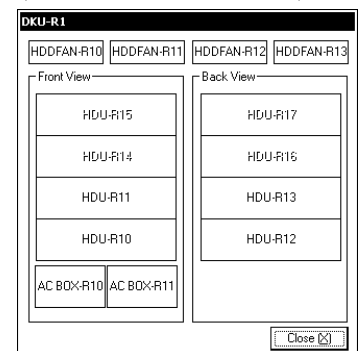 DKU-R1
HDDFAN-R10 HDDFAN-R11 HDDFAN-R12 HDDFAN-R13
Front View
HDU-R15
HDU-R14
HDU-R11
HDU-R10
AC BOX-R10 AC BOX-R11
Back View
HDU-R17
HDU-R16
HDU-R13
HDU-R12
Close